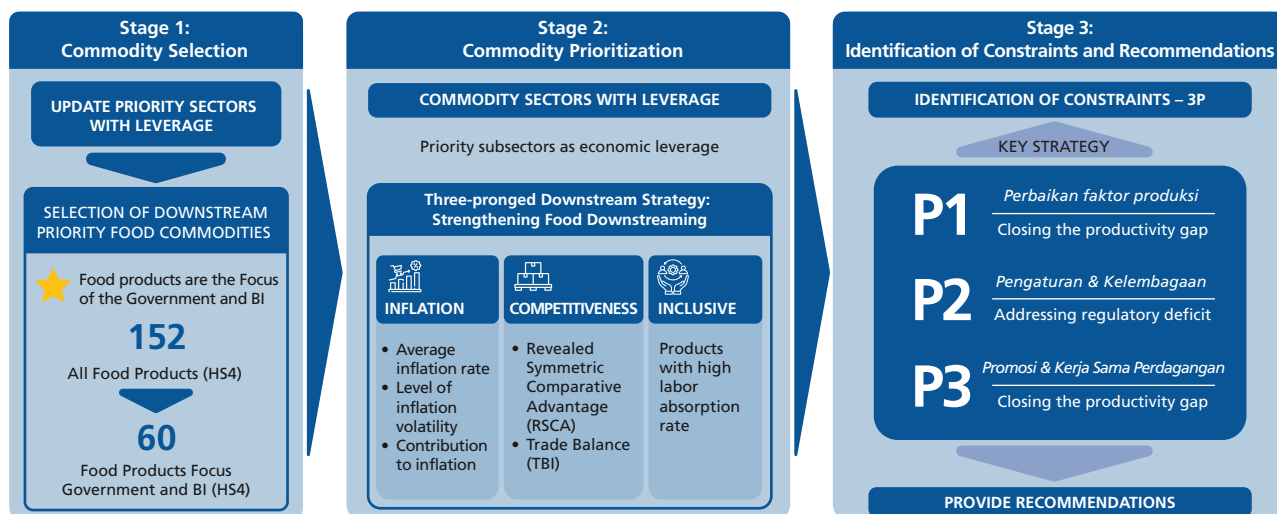 Stage 1:
Commodity Selection
UPDATE PRIORITY SECTORS
WITH LEVERAGE
SELECTION OF DOWNSTREAM
PRIORITY FOOD COMMODITIES
Food products are the Focus
of the Government and BI
152
All Food Products (HS4)
60
Food Products Focus
Government and BI (HS4)
Stage 2:
Commodity Prioritization
COMMODITY SECTORS WITH LEVERAGE
Priority subsectors as economic leverage
Three-pronged Downstream Strategy:
Strengthening Food Downstreaming
INFLATION
• Average
inflation rate
• Level of
inflation
volatility
• Contribution
to inflation
COMPETITIVENESS
• Revealed
Symmetric
Comparative
Advantage
(RSCA)
• Trade Balance
(TBI)
INCLUSIVE
Products
with high
labor
absorption
rate
Stage 3:
Identification of Constraints and Recommendations
IDENTIFICATION OF CONSTRAINTS – 3P
KEY STRATEGY
P1
Perbaikan faktor produksi
Closing the productivity gap
P2
Pengaturan & Kelembagaan
Addressing regulatory deficit
P3
Promosi & Kerja Sama Perdagangan
Closing the productivity gap
PROVIDE RECOMMENDATIONS